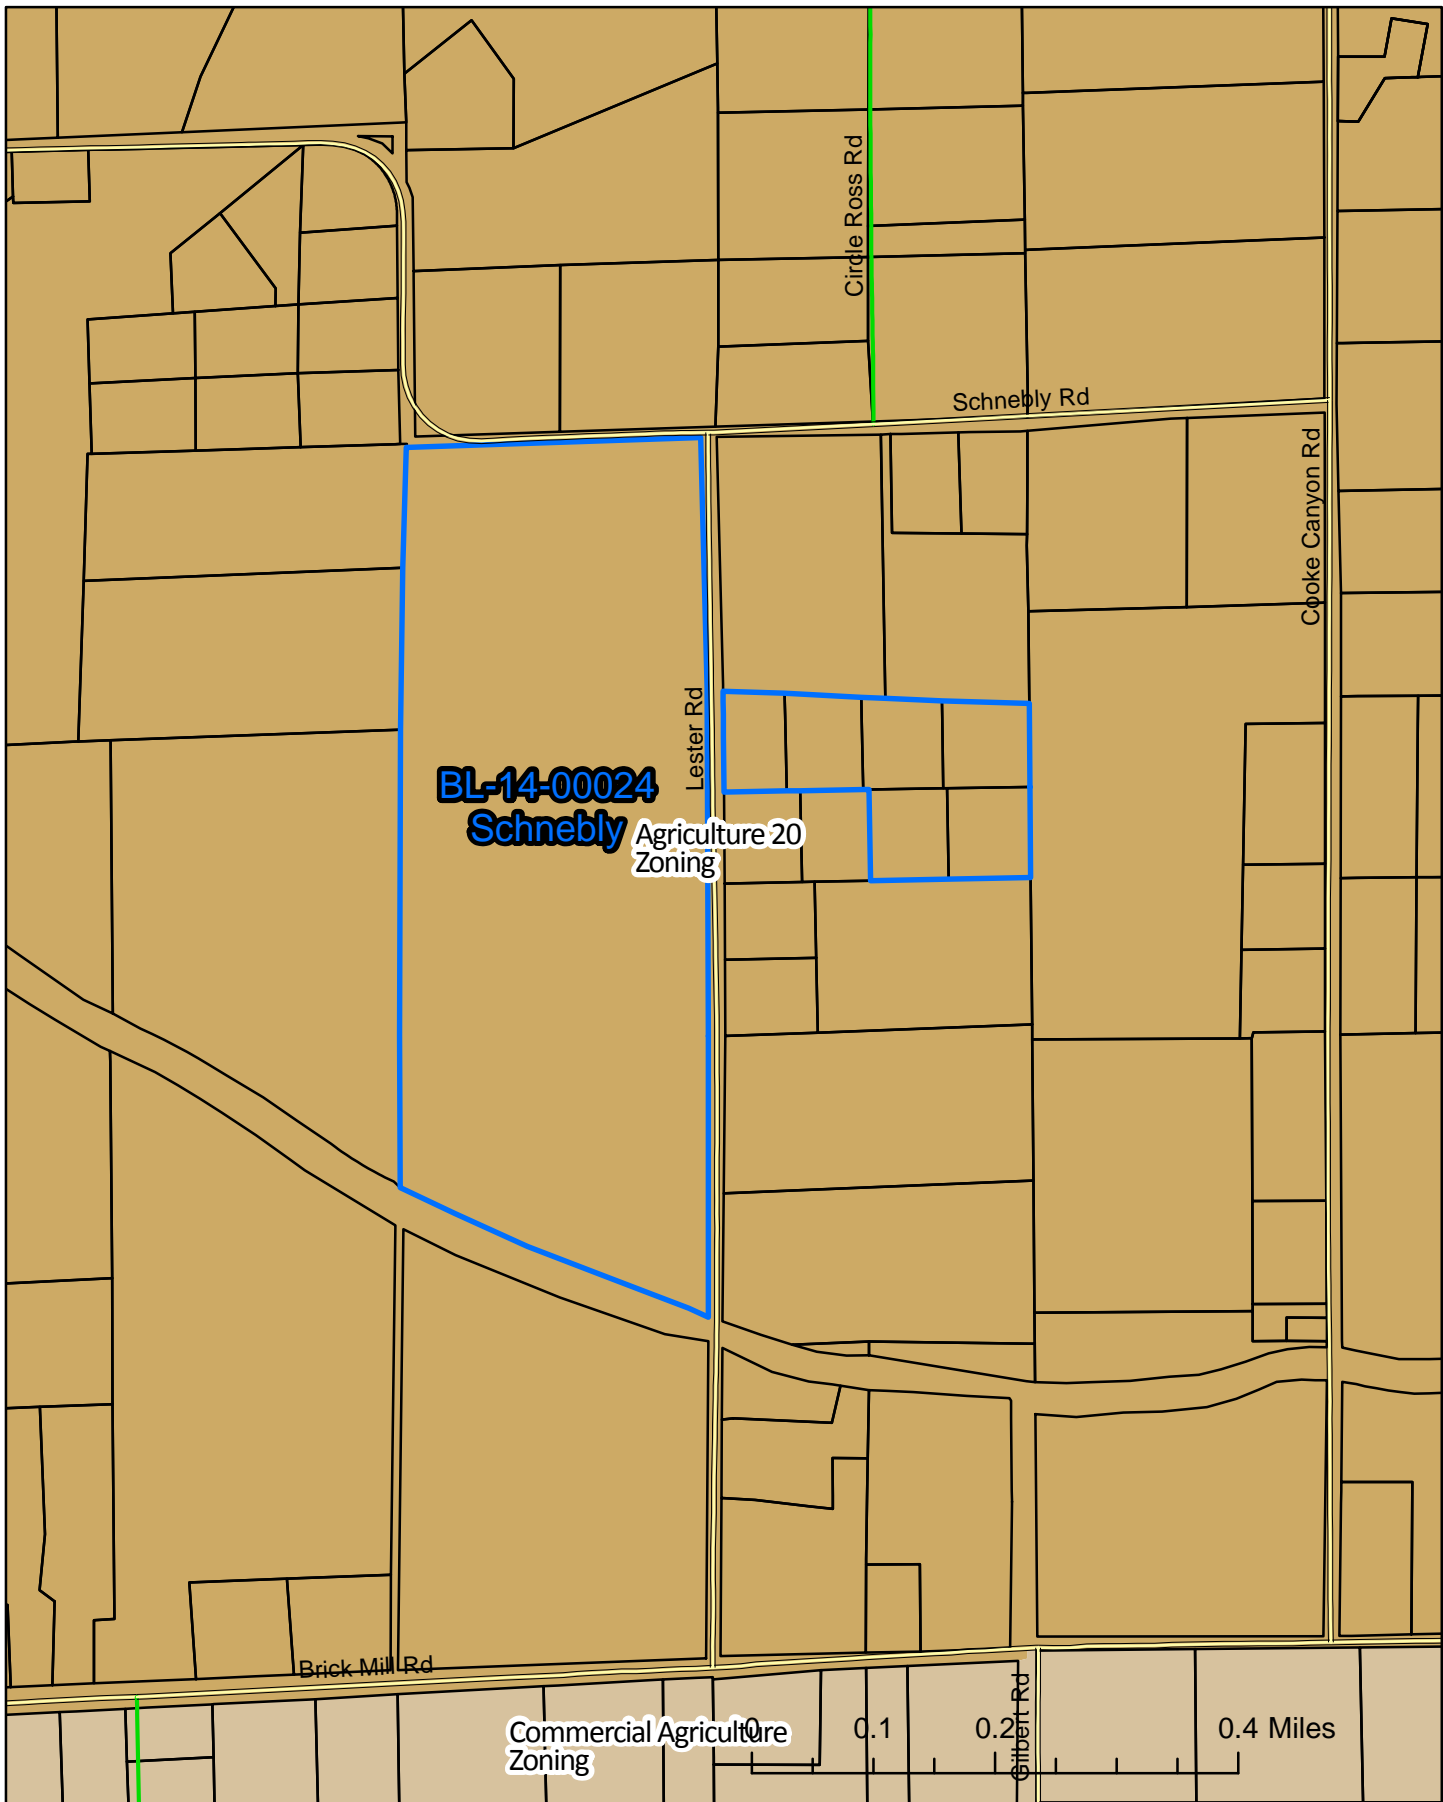 Circle Ross Rd
Schnebly Rd
Cooke Canyon Rd
Lester Rd
BL-14-00024
Schnebly
Agriculture 20
Zoning
Brick Mill Rd
Gilbert Rd
Commercial Agriculture
Zoning
0 0.1 0.2 0.4 Miles